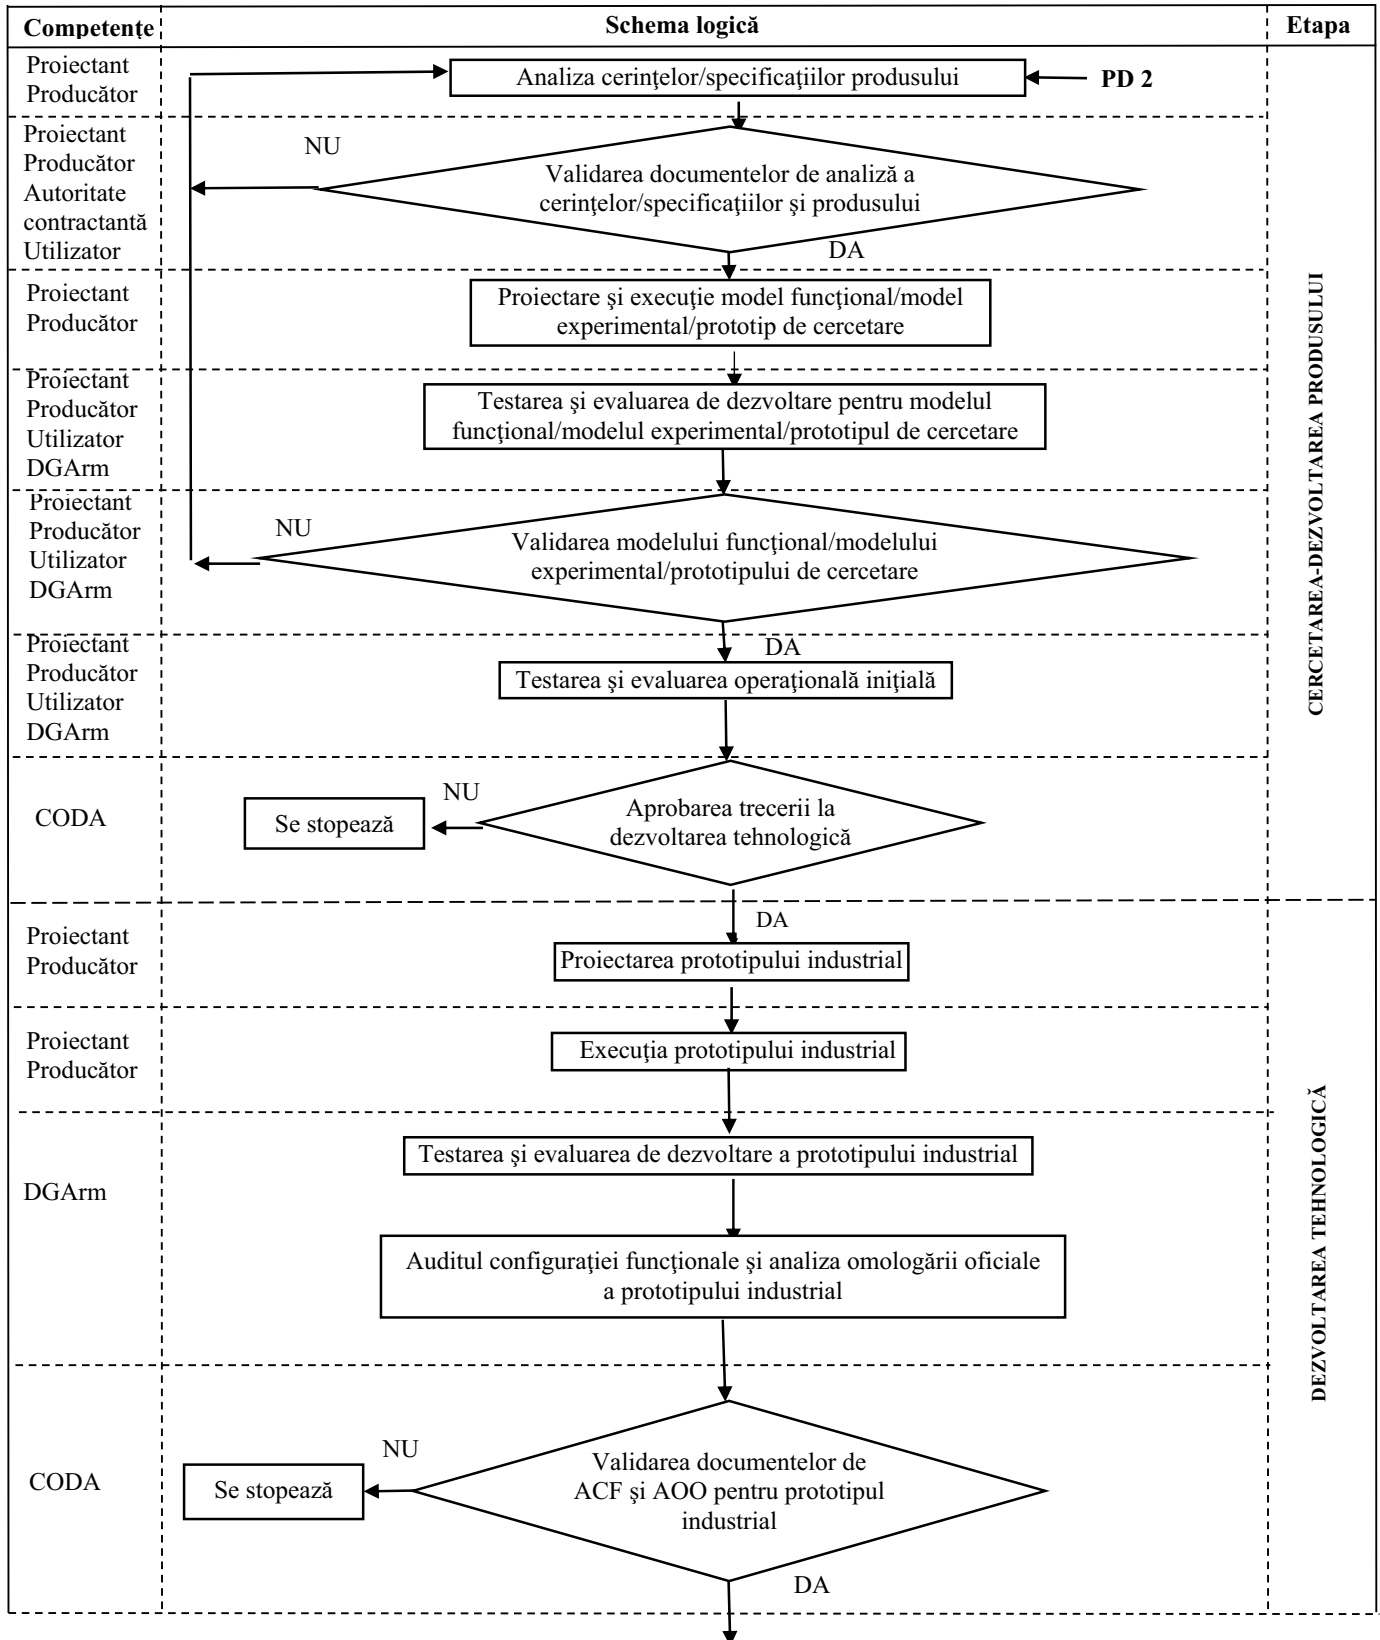 Competenţe Schema logică Etapa
Proiectant
Producător
Analiza cerinţelor/specificaţiilor produsului
PD 2
Proiectant
Producător
Autoritate
contractantă
Utilizator
NU
Validarea documentelor de analiză a
cerinţelor/specificaţiilor şi produsului
DA
Proiectant
Producător
Proiectare şi execuţie model funcţional/model
experimental/prototip de cercetare
Proiectant
Producător
Utilizator
DGArm
Testarea şi evaluarea de dezvoltare pentru modelul
funcţional/modelul experimental/prototipul de cercetare
Proiectant
Producător
Utilizator
DGArm
NU
Validarea modelului funcţional/modelului
experimental/prototipului de cercetare
DA
Proiectant
Producător
Utilizator
DGArm
Testarea şi evaluarea operaţională iniţială
CODA
NU
Se stopează
Aprobarea trecerii la
dezvoltarea tehnologică
DA
CERCETAREA-DEZVOLTAREA PRODUSULUI
Proiectant
Producător
Proiectarea prototipului industrial
Proiectant
Producător
Execuţia prototipului industrial
DGArm
Testarea şi evaluarea de dezvoltare a prototipului industrial
Auditul configuraţiei funcţionale şi analiza omologării oficiale
a prototipului industrial
CODA
NU
Se stopează
Validarea documentelor de
ACF şi AOO pentru prototipul
industrial
DA
DEZVOLTAREA TEHNOLOGICĂ